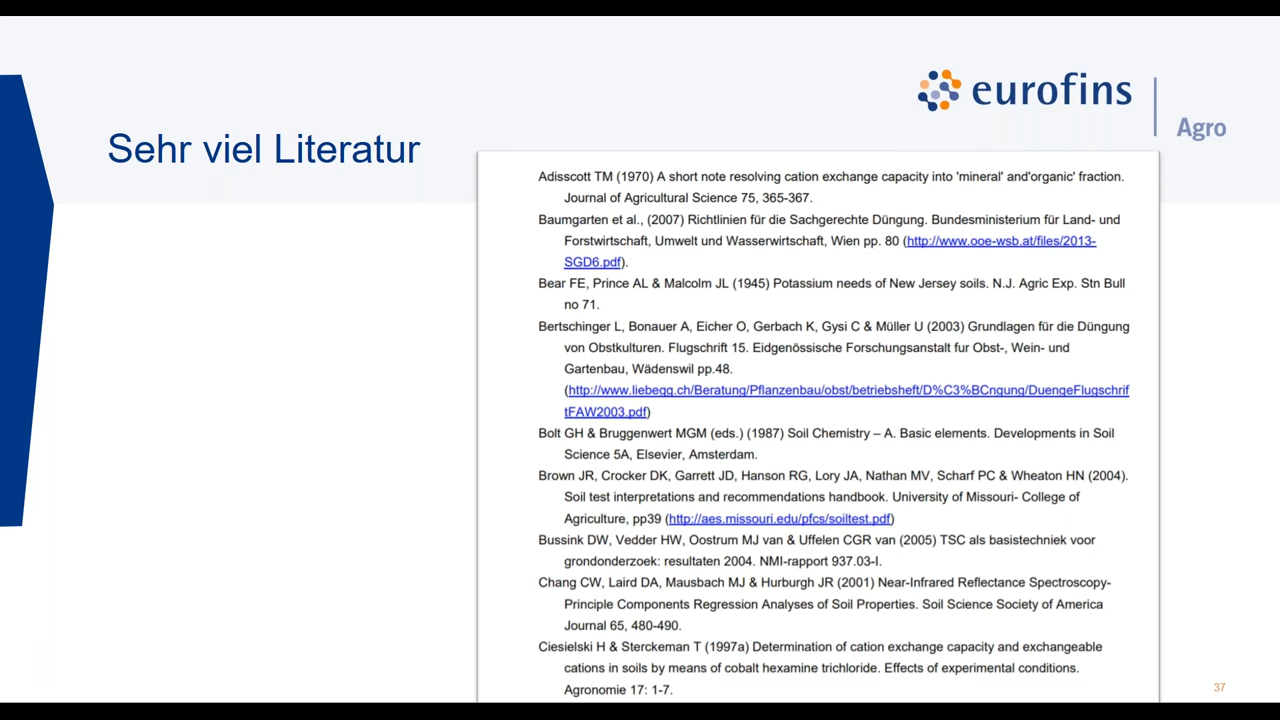 eurofins
Agro
Sehr viel Literatur
Adisscott TM (1970) A short note resolving cation exchange capacity into 'mineral' and'organic' fraction.
Journal of Agricultural Science 75, 365-367.
Baumgarten et al., (2007) Richtlinien für die Sachgerechte Düngung. Bundesministerium für Land- und
Forstwirtschaft, Umwelt und Wasserwirtschaft, Wien pp. 80 (http://www.ooe-wsb.at/files/2013-
SGD6.pdf).
Bear FE, Prince AL & Malcolm JL (1945) Potassium needs of New Jersey soils. N.J. Agric Exp. Stn Bull
no 71.
Bertschinger L, Bonauer A, Eicher O, Gerbach K, Gysi C & Müller U (2003) Grundlagen für die Düngung
von Obstkulturen. Flugschrift 15. Eidgenössische Forschungsanstalt fur Obst-, Wein- und
Gartenbau, Wädenswil pp.48.
(http://www.liebegg.ch/Beratung/Pflanzenbau/obst/betriebsheft/D%C3%BCngung/DuengeFlugschrif
tFAW2003.pdf)
Bolt GH & Bruggenwert MGM (eds.) (1987) Soil Chemistry – A. Basic elements. Developments in Soil
Science 5A, Elsevier, Amsterdam.
Brown JR, Crocker DK, Garrett JD, Hanson RG, Lory JA, Nathan MV, Scharf PC & Wheaton HN (2004).
Soil test interpretations and recommendations handbook. University of Missouri- College of
Agriculture, pp39 (http://aes.missouri.edu/pfcs/soiltest.pdf)
Bussink DW, Vedder HW, Oostrum MJ van & Uffelen CGR van (2005) TSC als basistechniek voor
grondonderzoek: resultaten 2004. NMI-rapport 937.03-I.
Chang CW, Laird DA, Mausbach MJ & Hurburgh JR (2001) Near-Infrared Reflectance Spectroscopy-
Principle Components Regression Analyses of Soil Properties. Soil Science Society of America
Journal 65, 480-490.
Ciesielski H & Sterckeman T (1997a) Determination of cation exchange capacity and exchangeable
cations in soils by means of cobalt hexamine trichloride. Effects of experimental conditions.
Agronomie 17: 1-7.
37